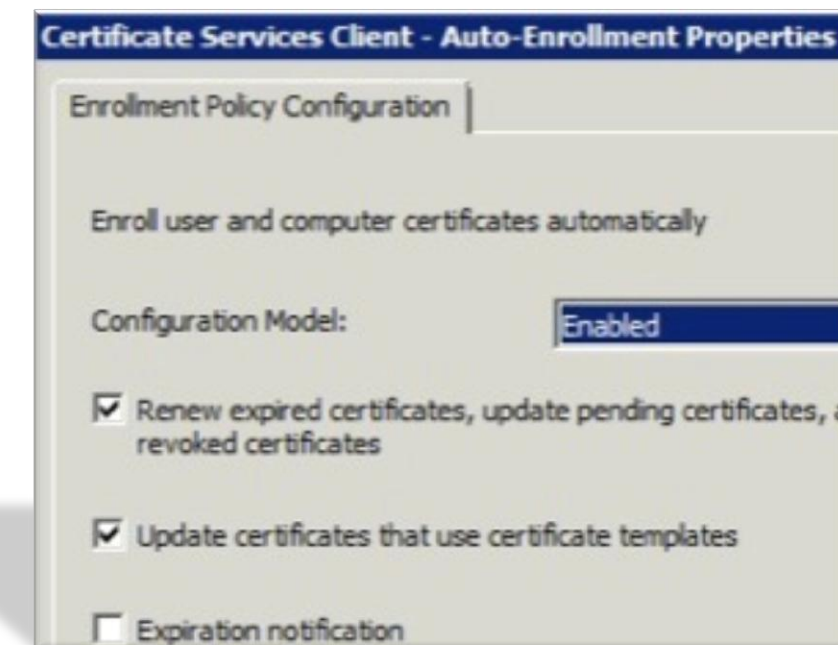 Certificate Services Client - Auto-Enrollment Properties
Enrollment Policy Configuration
Enroll user and computer certificates automatically
Configuration Model:
Enabled
Renew expired certificates, update pending certificates,
revoked certificates
Update certificates that use certificate templates
Expiration notification